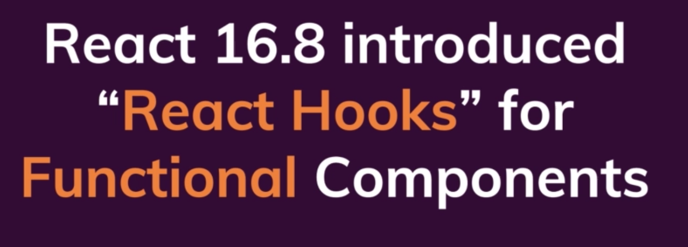 React 16.8 introduced
“React Hooks” for
Functional Components